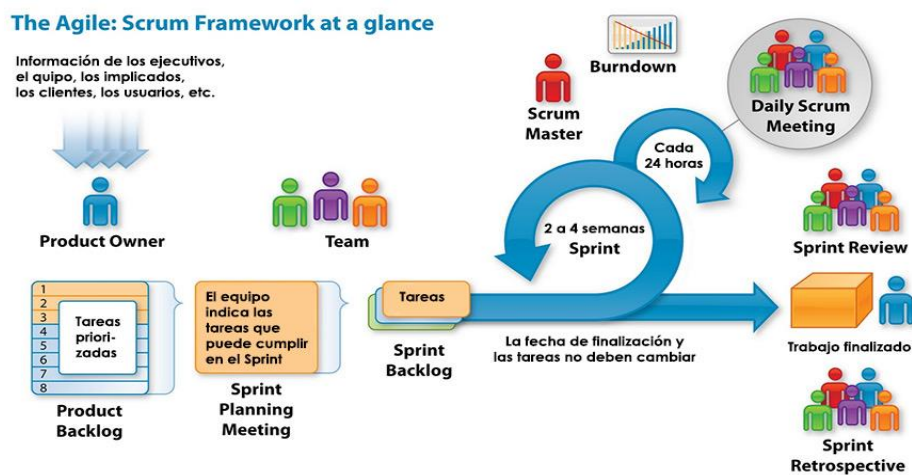 The Agile: Scrum Framework at a glance
Información de los ejecutivos,
el quipo, los implicados,
los clientes, los usuarios, etc.
Product Owner
Team
Scrum
Master
Burndown
Daily Scrum
Meeting
Cada
24 horas
2 a 4 semanas
Sprint
1
2
3
4
5
6
7
8
Tareas
priori-
zadas
Product
Backlog
El equipo
indica las
tareas que
puede cumplir
en el Sprint
Sprint
Planning
Meeting
Tareas
Sprint
Backlog
La fecha de finalización y
las tareas no deben cambiar
Sprint Review
Trabajo finalizado
Sprint
Retrospective